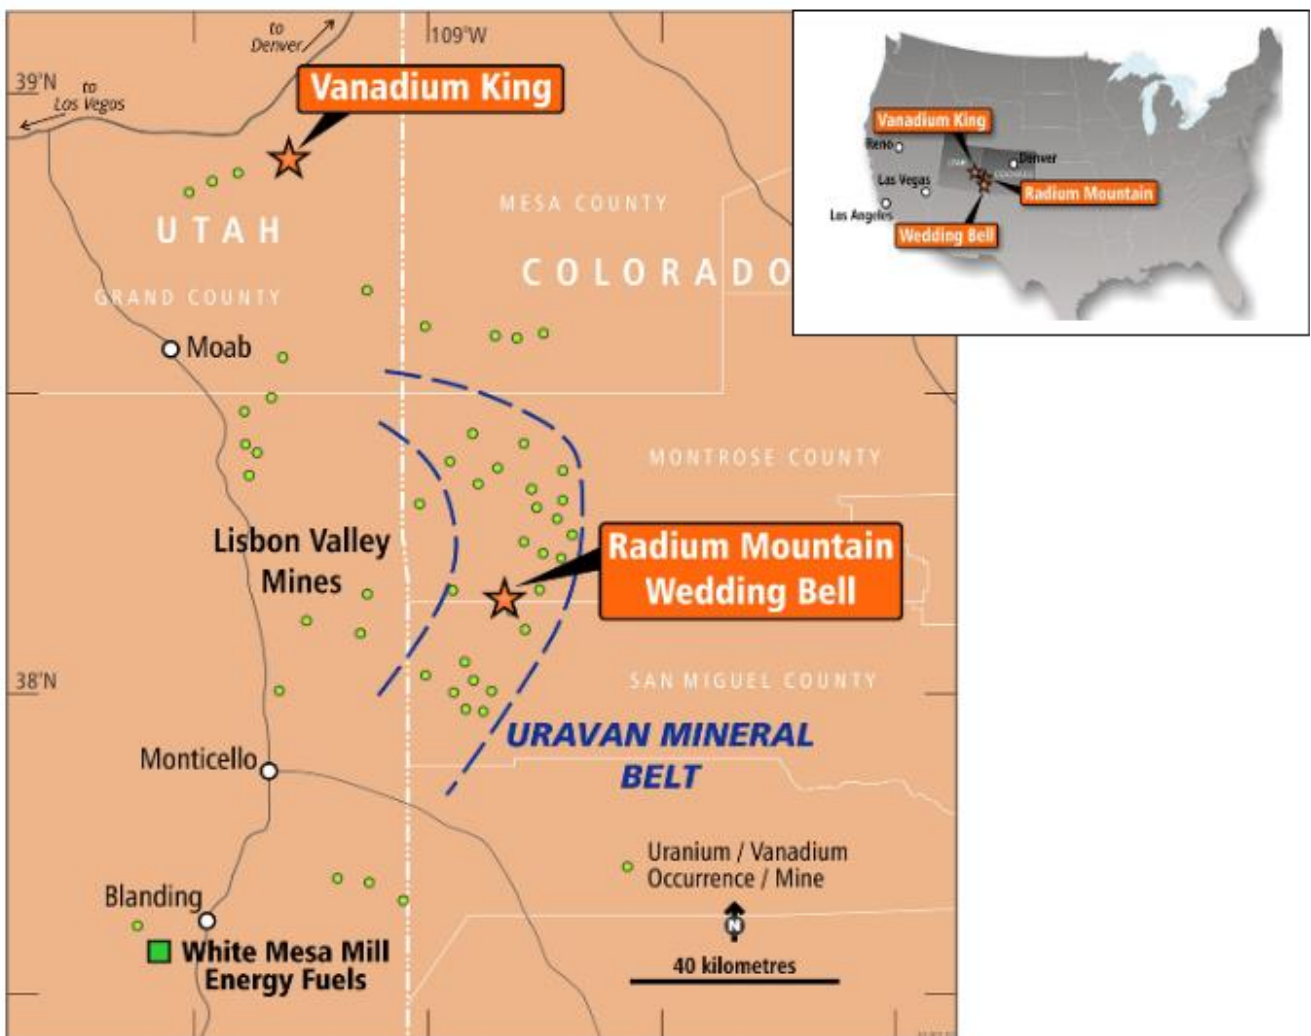 to
Denver
109°W
39°N
to
Los Vegas
Vanadium King
MESA COUNTY
UTAH
COLORADO
GRAND COUNTY
Moab
MONTROSE COUNTY
Lisbon Valley
Mines
Radium Mountain
Wedding Bell
38°N
SAN MIGUEL COUNTY
URAVAN MINERAL
BELT
Monticello
Uranium / Vanadium
Occurrence / Mine
Blanding
N
White Mesa Mill
Energy Fuels
40 kilometres
Vanadium King
Reno
Denver
UTAH
COLORADO
Las Vegas
Radium Mountain
Los Angeles
Wedding Bell